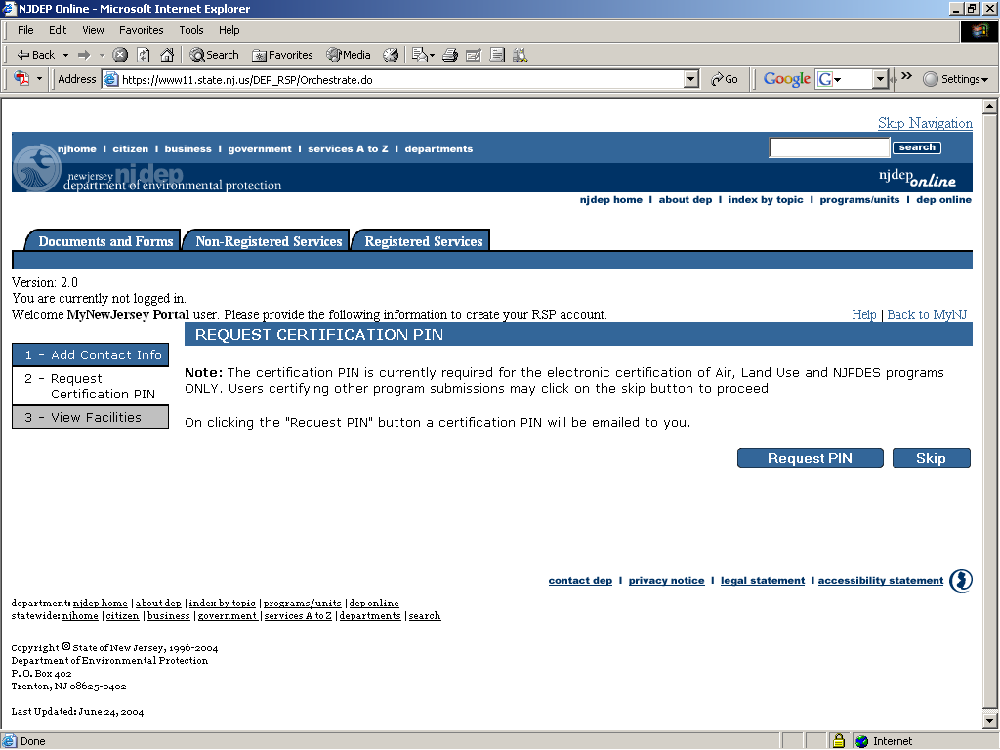 NJDEP Online - Microsoft Internet Explorer
File Edit View Favorites Tools Help
Back Search Favorites Media
Address https://www11.state.nj.us/DEP_RSP/Orchestrate.do Go Google G Settings
Skip Navigation
njhome | citizen | business | government | services A to Z | departments search
newjersey njdep
department of environmental protection
njdep online
njdep home | about dep | index by topic | programs/units | dep online
Documents and Forms Non-Registered Services Registered Services
Version: 2.0
You are currently not logged in.
Welcome MyNewJersey Portal user. Please provide the following information to create your RSP account. Help | Back to MyNJ
REQUEST CERTIFICATION PIN
1 - Add Contact Info
2 - Request
Certification PIN
3 - View Facilities
Note: The certification PIN is currently required for the electronic certification of Air, Land Use and NJPDES programs
ONLY. Users certifying other program submissions may click on the skip button to proceed.
On clicking the "Request PIN" button a certification PIN will be emailed to you.
Request PIN Skip
contact dep | privacy notice | legal statement | accessibility statement
department: njdep home | about dep | index by topic | programs/units | dep online
statewide: njhome | citizen | business | government | services A to Z | departments | search
Copyright © State of New Jersey, 1996-2004
Department of Environmental Protection
P. O. Box 402
Trenton, NJ 08625-0402
Last Updated: June 24, 2004
Done Internet